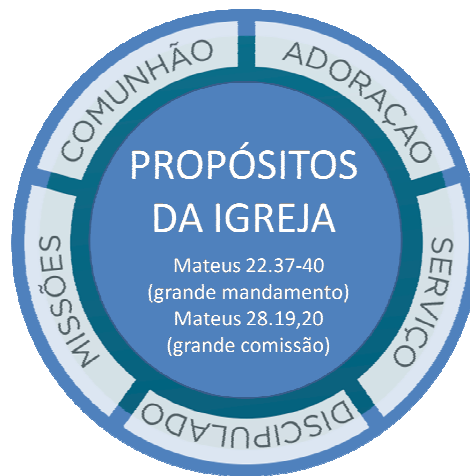 PROPÓSITOS
DA IGREJA
Mateus 22.37-40
(grande mandamento)
Mateus 28.19,20
(grande comissão)
COMUNHÃO
ADORAÇAO
SERVIÇO
DISCIPULADO
MISSÕES